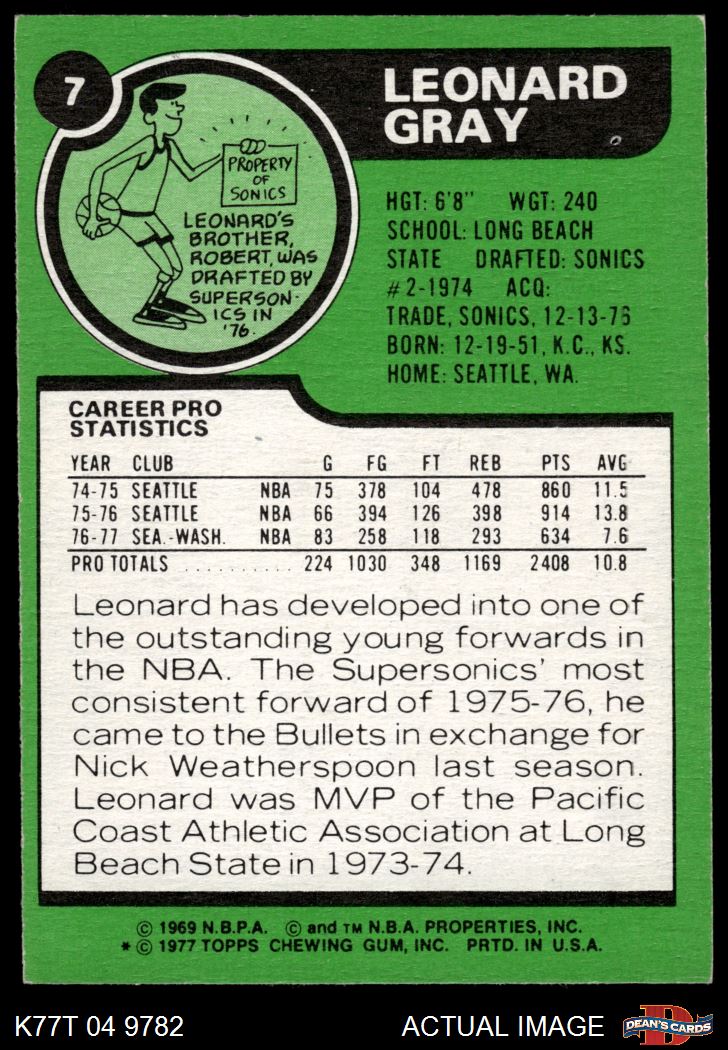 7
LEONARD
GRAY
PROPERTY
OF
SONICS
LEONARD'S
BROTHER,
ROBERT, WAS
DRAFTED BY
SUPERSON-
ICS IN
'76.
HGT: 6'8" WGT: 240
SCHOOL: LONG BEACH
STATE DRAFTED: SONICS
#2-1974 ACQ:
TRADE, SONICS, 12-13-76
BORN: 12-19-51, K.C., KS.
HOME: SEATTLE, WA.
CAREER PRO
STATISTICS
YEAR CLUB G FG FT REB PTS AVG
74-75 SEATTLE NBA 75 378 104 478 860 11.5
75-76 SEATTLE NBA 66 394 126 398 914 13.8
76-77 SEA.-WASH. NBA 83 258 118 293 634 7.6
PRO TOTALS .......... 224 1030 348 1169 2408 10.8
Leonard has developed into one of
the outstanding young forwards in
the NBA. The Supersonics' most
consistent forward of 1975-76, he
came to the Bullets in exchange for
Nick Weatherspoon last season.
Leonard was MVP of the Pacific
Coast Athletic Association at Long
Beach State in 1973-74.
© 1969 N.B.P.A. © and TM N.B.A. PROPERTIES, INC.
* © 1977 TOPPS CHEWING GUM, INC. PRTD. IN U.S.A.
K77T 04 9782 ACTUAL IMAGE
D
DEAN'S CARDS